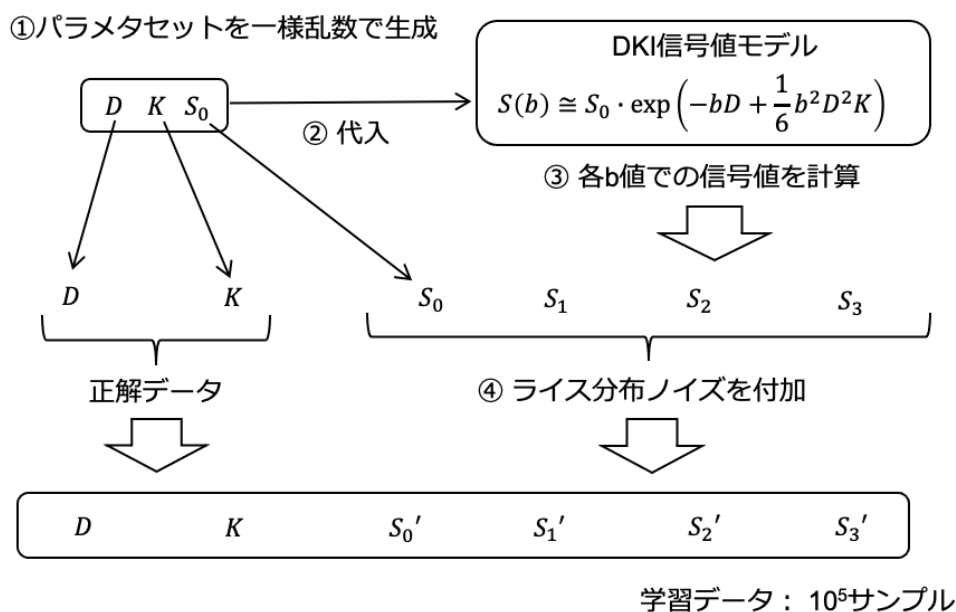 ①パラメタセットを一様乱数で生成
D K S₀
② 代入
DKI信号値モデル
S(b) ≅ S₀ · exp(−bD + 1/6 b²D²K)
③ 各b値での信号値を計算
D K S₀ S₁ S₂ S₃
正解データ
④ ライス分布ノイズを付加
D K S₀′ S₁′ S₂′ S₃′
学習データ： 10⁵サンプル